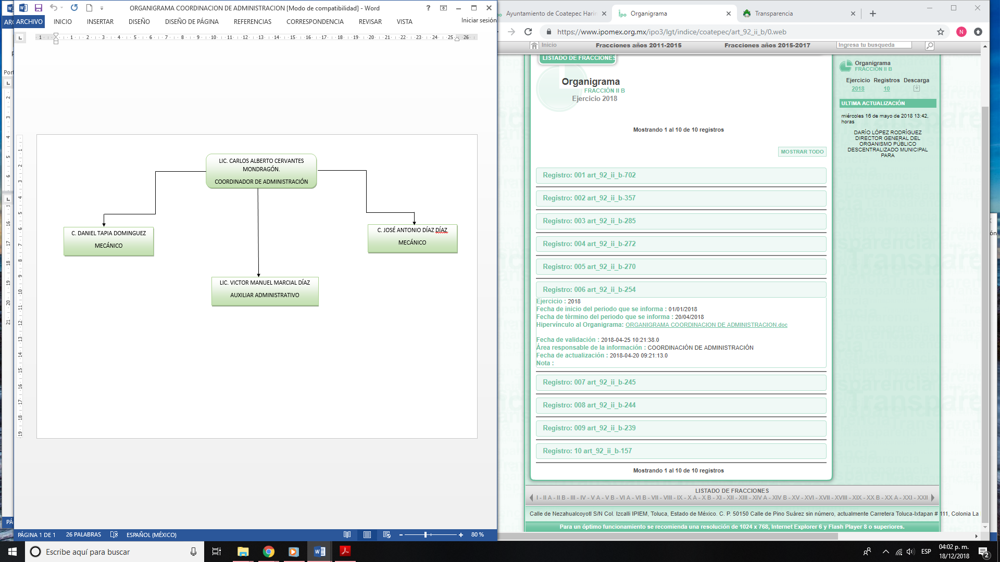 ORGANIGRAMA COORDINACION DE ADMINISTRACION [Modo de compatibilidad] - Word
ARCHIVO INICIO INSERTAR DISEÑO DISEÑO DE PÁGINA REFERENCIAS CORRESPONDENCIA REVISAR VISTA Iniciar sesión
LIC. CARLOS ALBERTO CERVANTES
MONDRAGÓN.
COORDINADOR DE ADMINISTRACIÓN
C. DANIEL TAPIA DOMINGUEZ
MECÁNICO
C. JOSÉ ANTONIO DÍAZ DÍAZ
MECÁNICO
LIC. VICTOR MANUEL MARCIAL DÍAZ
AUXILIAR ADMINISTRATIVO
PÁGINA 1 DE 1 26 PALABRAS ESPAÑOL (MÉXICO) 80 %
Ayuntamiento de Coatepec Harin
Organigrama
Transparencia
https://www.ipomex.org.mx/ipo3/lgt/indice/coatepec/art_92_ii_b/0.web
N
Inicio Fracciones años 2011-2015 Fracciones años 2015-2017 Ingresa tu busqueda
LISTADO DE FRACCIONES
Organigrama
FRACCIÓN II B
Ejercicio 2018
Mostrando 1 al 10 de 10 registros
MOSTRAR TODO
Registro: 001 art_92_ii_b-702
Registro: 002 art_92_ii_b-357
Registro: 003 art_92_ii_b-285
Registro: 004 art_92_ii_b-272
Registro: 005 art_92_ii_b-270
Registro: 006 art_92_ii_b-254
Ejercicio : 2018
Fecha de inicio del periodo que se informa : 01/01/2018
Fecha de término del periodo que se informa : 20/04/2018
Hipervínculo al Organigrama: ORGANIGRAMA COORDINACION DE ADMINISTRACION.doc
Fecha de validación : 2018-04-25 10:21:38.0
Área responsable de la información : COORDINACIÓN DE ADMINISTRACIÓN
Fecha de actualización : 2018-04-20 09:21:13.0
Nota :
Registro: 007 art_92_ii_b-245
Registro: 008 art_92_ii_b-244
Registro: 009 art_92_ii_b-239
Registro: 10 art_92_ii_b-157
Mostrando 1 al 10 de 10 registros
Organigrama
FRACCIÓN II B
Ejercicio Registros Descarga
2018 10
ULTIMA ACTUALIZACIÓN
miércoles 16 de mayo de 2018 13:42,
horas
DARÍO LÓPEZ RODRÍGUEZ
DIRECTOR GENERAL DEL
ORGANISMO PÚBLICO
DESCENTRALIZADO MUNICIPAL
PARA
LISTADO DE FRACCIONES
I - II A - II B - III - IV - V A - V B - VI A - VI B - VII - VIII - IX - X A - X B - XI - XII - XIII - XIV A - XIV B - XV - XVI - XVII - XVIII - XIX - XX B - XX A - XXI - XXII
Calle de Nezahualcoyotl S/N Col. Izcalli IPIEM, Toluca, Estado de México. C. P. 50150 Calle de Pino Suárez sin número, actualmente Carretera Toluca-Ixtapan # 111, Colonia La
Para un óptimo funcionamiento se recomienda una resolución de 1024 x 768, Internet Explorer 6 y Flash Player 8 o superiores.
Escribe aquí para buscar
ESP
04:02 p. m.
18/12/2018
2